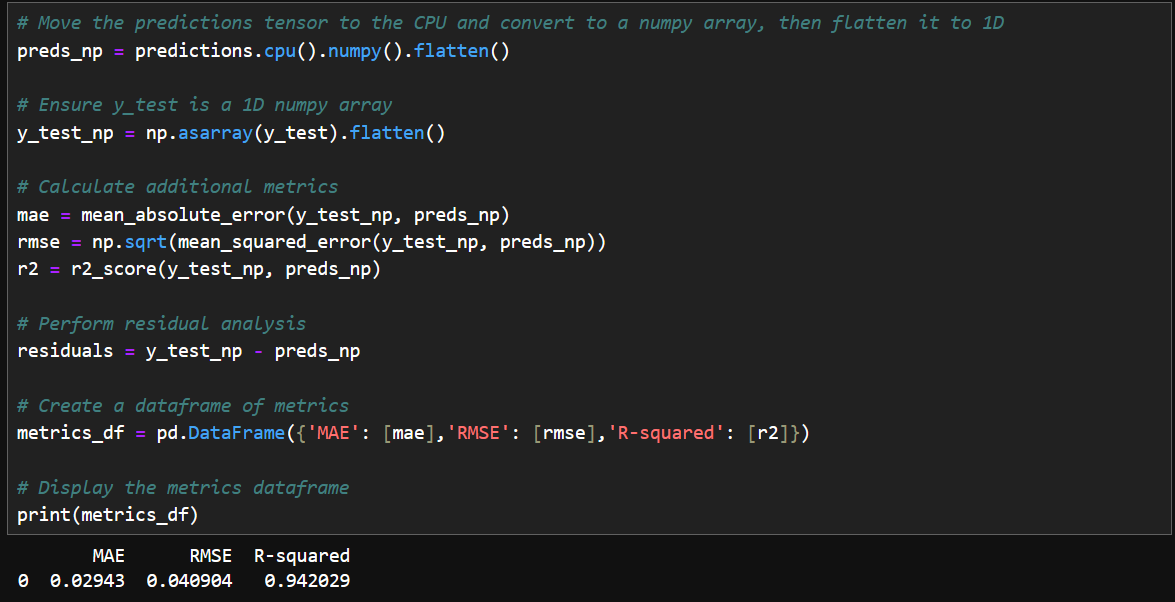 # Move the predictions tensor to the CPU and convert to a numpy array, then flatten it to 1D
preds_np = predictions.cpu().numpy().flatten()
# Ensure y_test is a 1D numpy array
y_test_np = np.asarray(y_test).flatten()
# Calculate additional metrics
mae = mean_absolute_error(y_test_np, preds_np)
rmse = np.sqrt(mean_squared_error(y_test_np, preds_np))
r2 = r2_score(y_test_np, preds_np)
# Perform residual analysis
residuals = y_test_np - preds_np
# Create a dataframe of metrics
metrics_df = pd.DataFrame({'MAE': [mae],'RMSE': [rmse],'R-squared': [r2]})
# Display the metrics dataframe
print(metrics_df)
MAE RMSE R-squared
0 0.02943 0.040904 0.942029